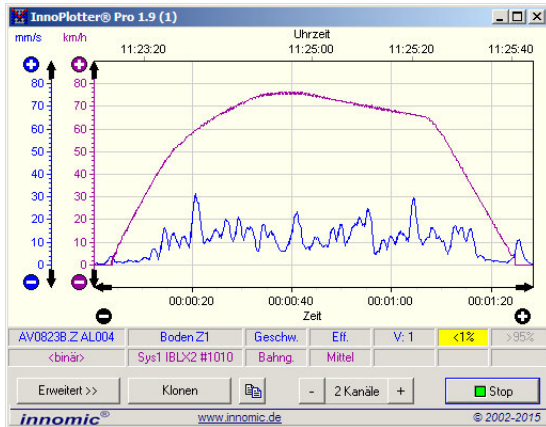 InnoPlotter® Pro 1.9 (1)
mm/s km/h Uhrzeit
11:23:20 11:25:00 11:25:20 11:25:40
80 80
70 70
60 60
50 50
40 40
30 30
20 20
10 10
0 0
00:00:20 00:00:40 00:01:00 00:01:20
Zeit
AV0823B.Z AL004 Boden Z1 Geschw. Eff. V: 1 <1% >95%
<binär> Sys1 IBLX2 #1010 Bahng. Mittel
Erweitert >> Klonen - 2 Kanäle + Stop
innomic® www.innomic.de © 2002-2015